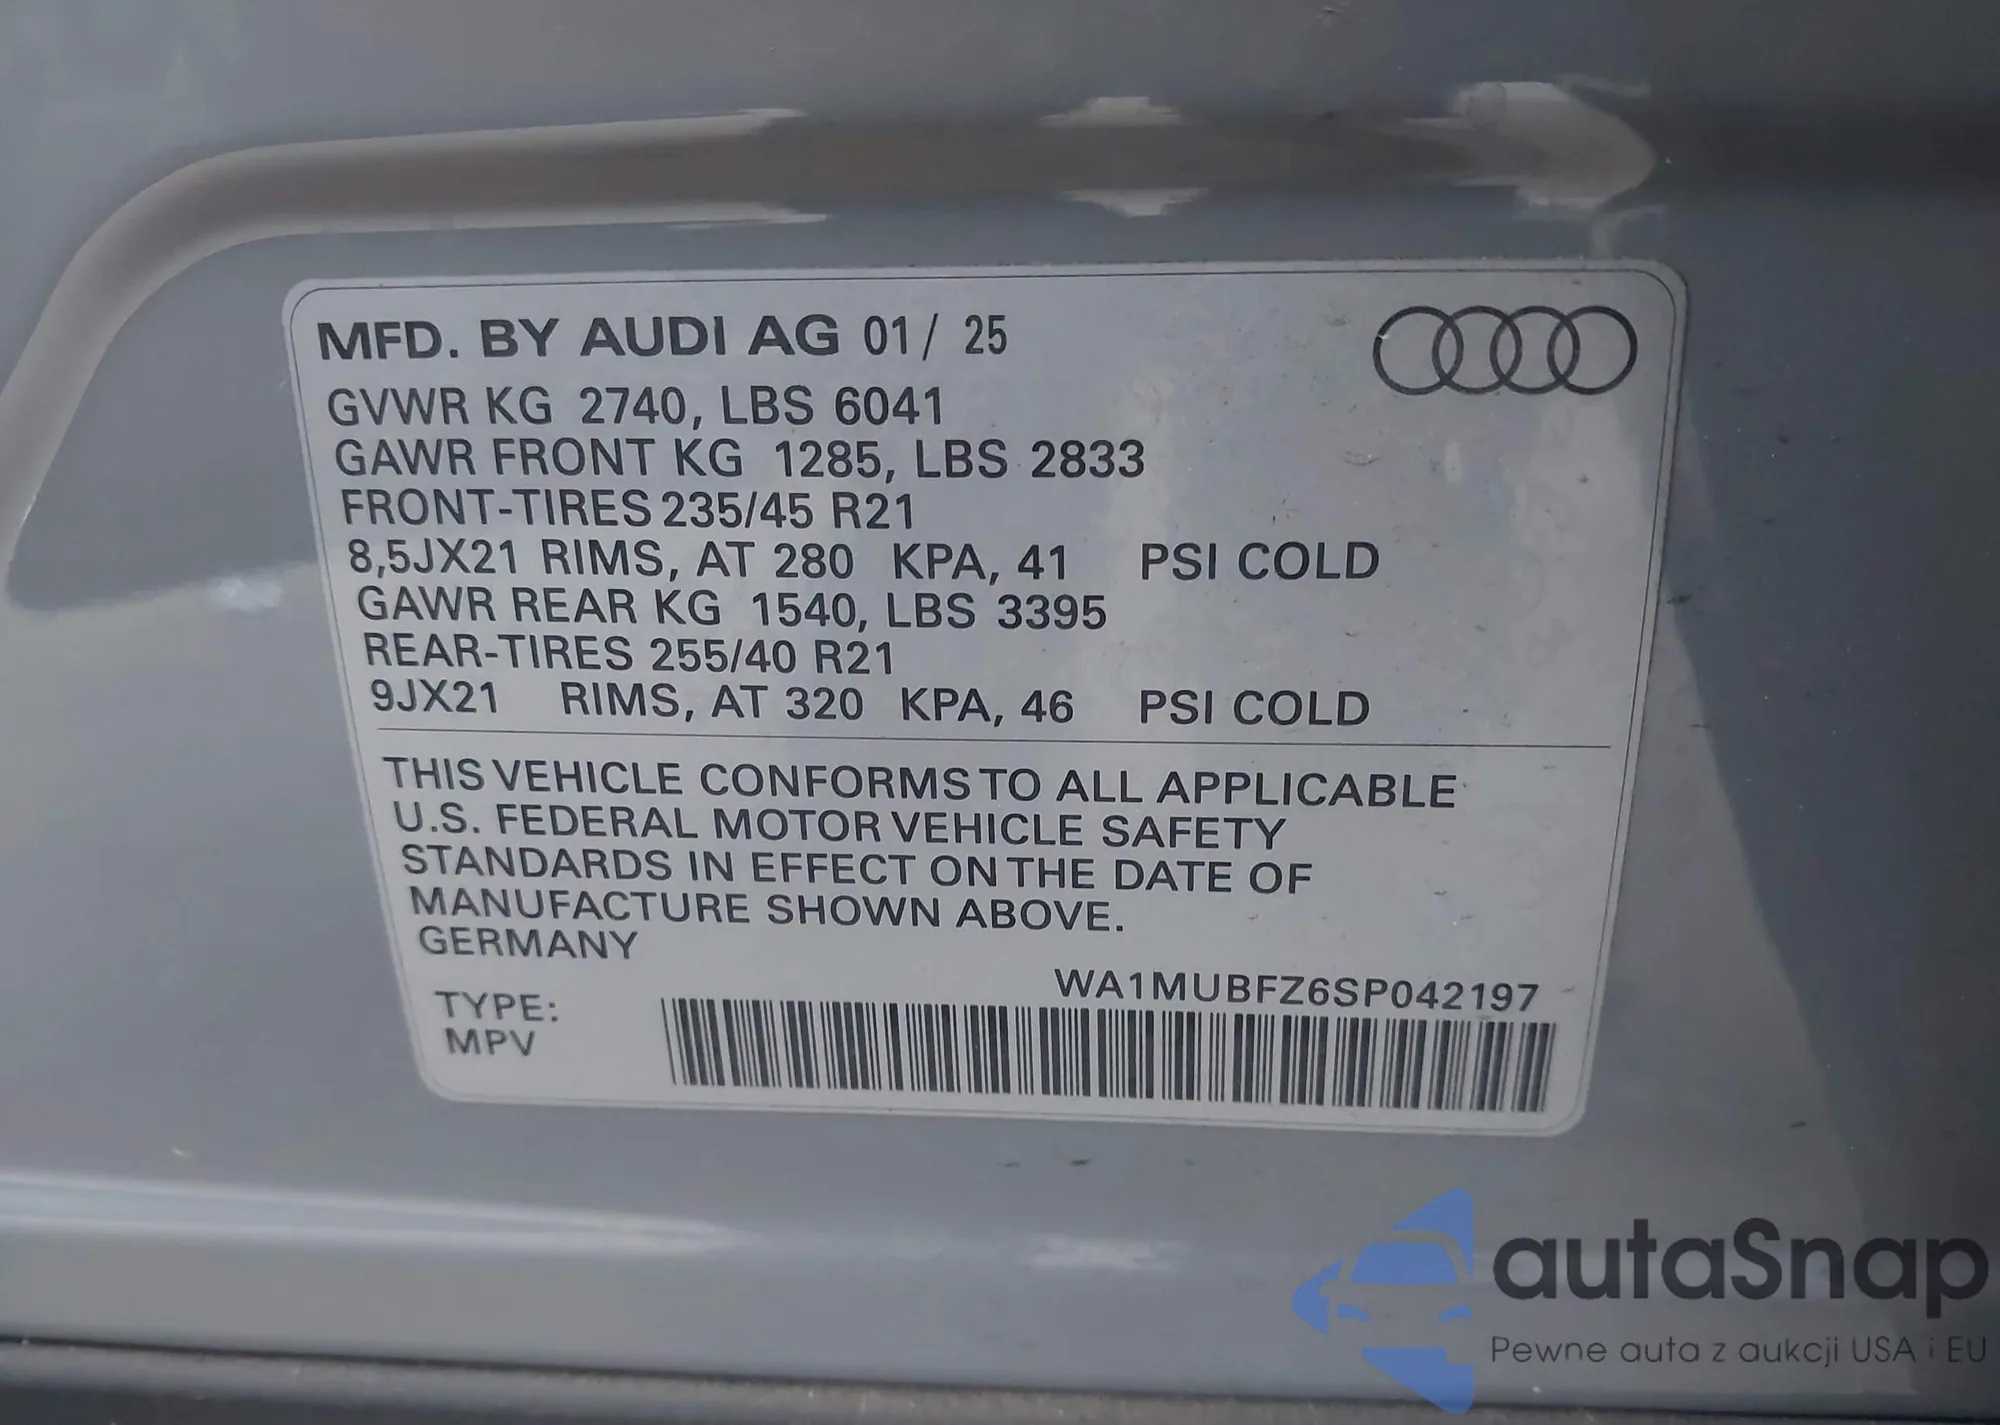 MFD. BY AUDI AG 01/ 25
GVWR KG 2740, LBS 6041
GAWR FRONT KG 1285, LBS 2833
FRONT-TIRES 235/45 R21
8,5JX21 RIMS, AT 280 KPA, 41 PSI COLD
GAWR REAR KG 1540, LBS 3395
REAR-TIRES 255/40 R21
9JX21 RIMS, AT 320 KPA, 46 PSI COLD
THIS VEHICLE CONFORMS TO ALL APPLICABLE
U.S. FEDERAL MOTOR VEHICLE SAFETY
STANDARDS IN EFFECT ON THE DATE OF
MANUFACTURE SHOWN ABOVE.
GERMANY
WA1MUBFZ6SP042197
TYPE:
MPV
autaSnap
Pewne auta z aukcji USA i EU